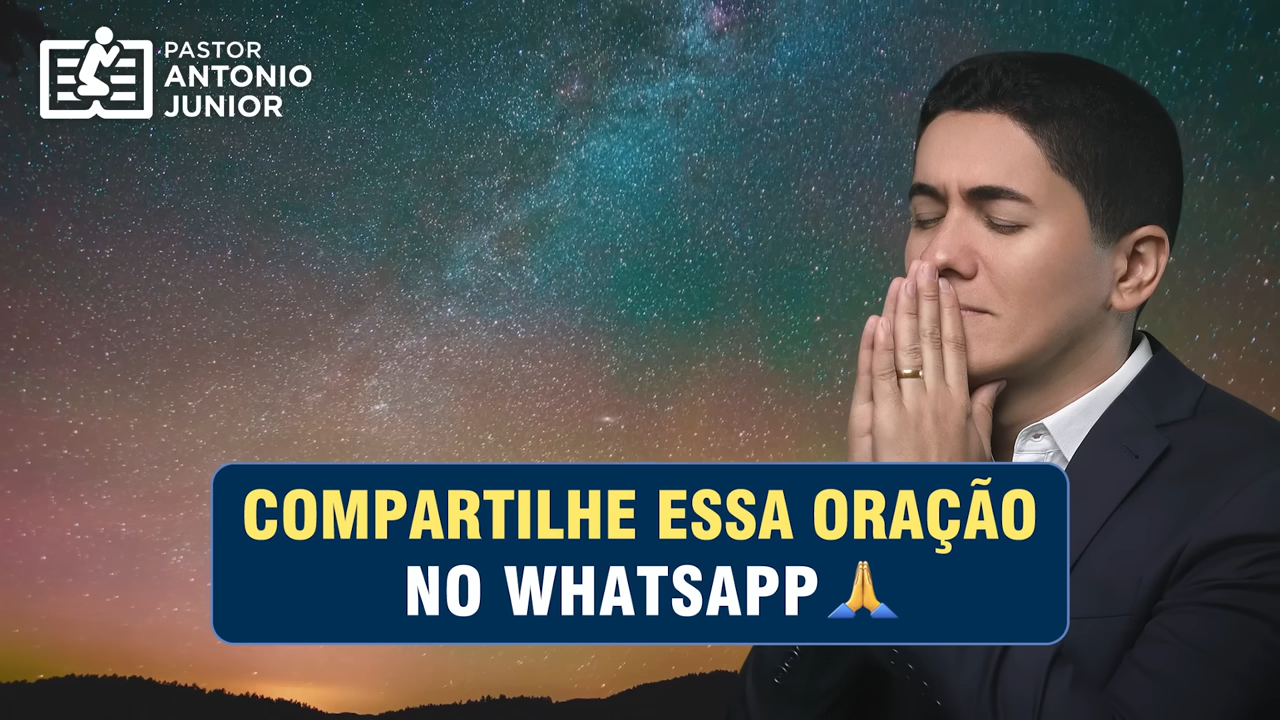 PASTOR
ANTONIO
JUNIOR
COMPARTILHE ESSA ORAÇÃO
NO WHATSAPP🙏